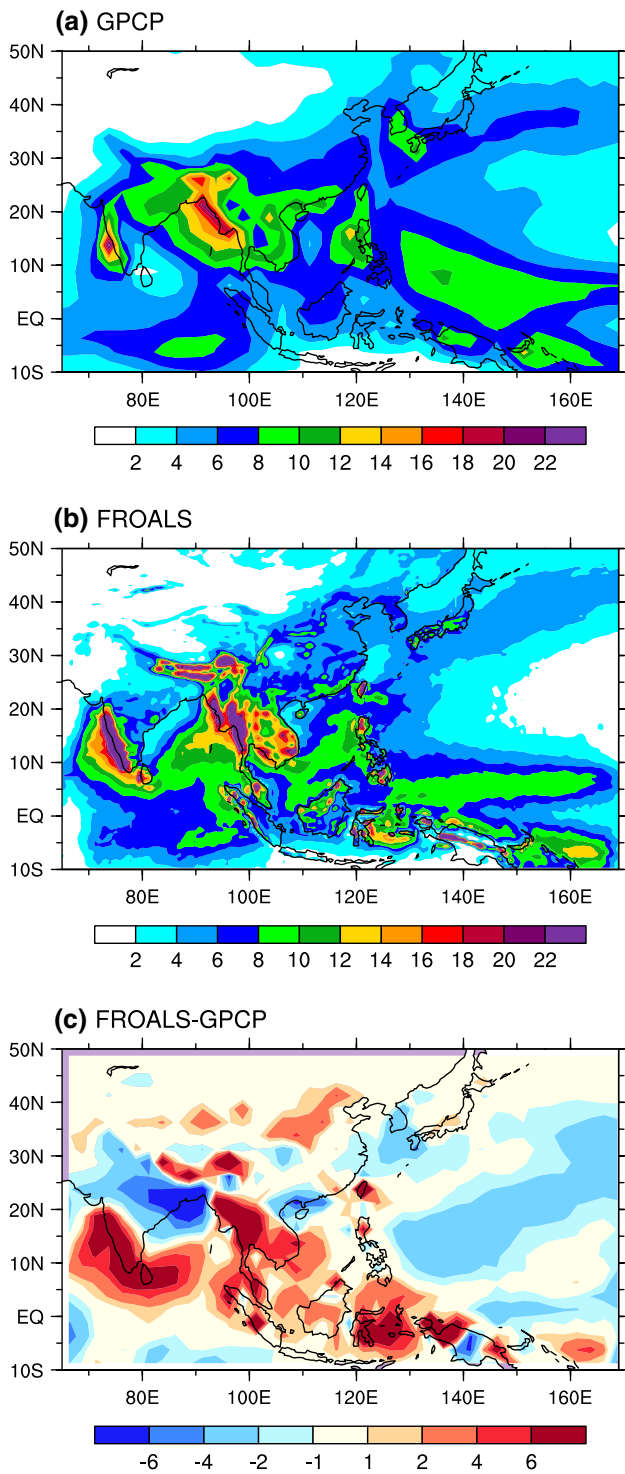 (a) GPCP
50N
40N
30N
20N
10N
EQ
10S
80E 100E 120E 140E 160E
2 4 6 8 10 12 14 16 18 20 22
(b) FROALS
50N
40N
30N
20N
10N
EQ
10S
80E 100E 120E 140E 160E
2 4 6 8 10 12 14 16 18 20 22
(c) FROALS-GPCP
50N
40N
30N
20N
10N
EQ
10S
80E 100E 120E 140E 160E
-6 -4 -2 -1 1 2 4 6